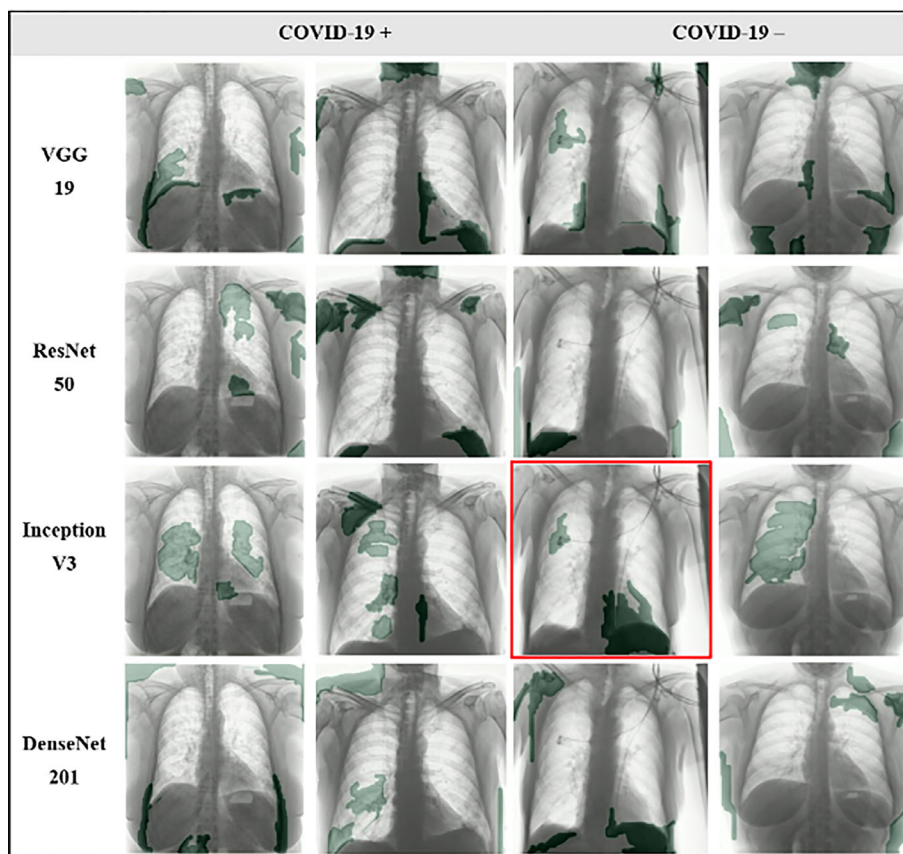 COVID-19 +
COVID-19 –
VGG
19
ResNet
50
Inception
V3
DenseNet
201